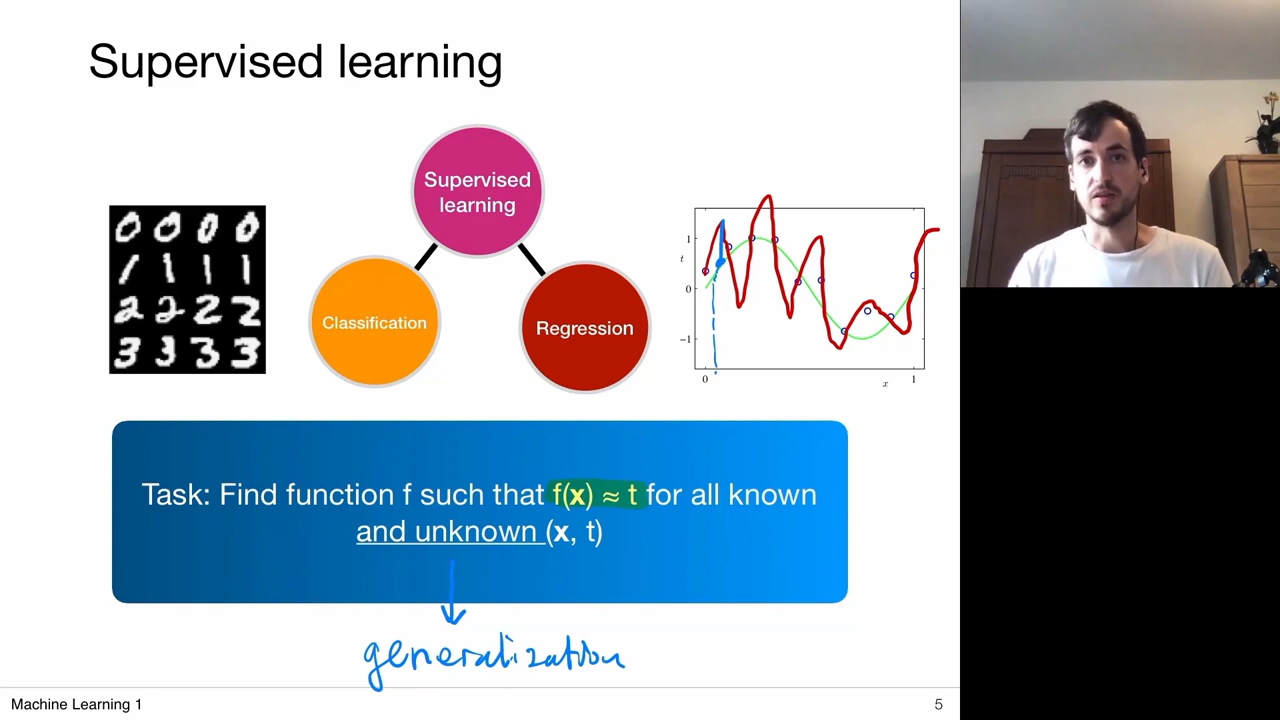 Supervised learning
Supervised
learning
Classification
Regression
1
t
0
−1
0
x
1
Task: Find function f such that f(x) ≈ t for all known
and unknown (x, t)
generalization
Machine Learning 1
5